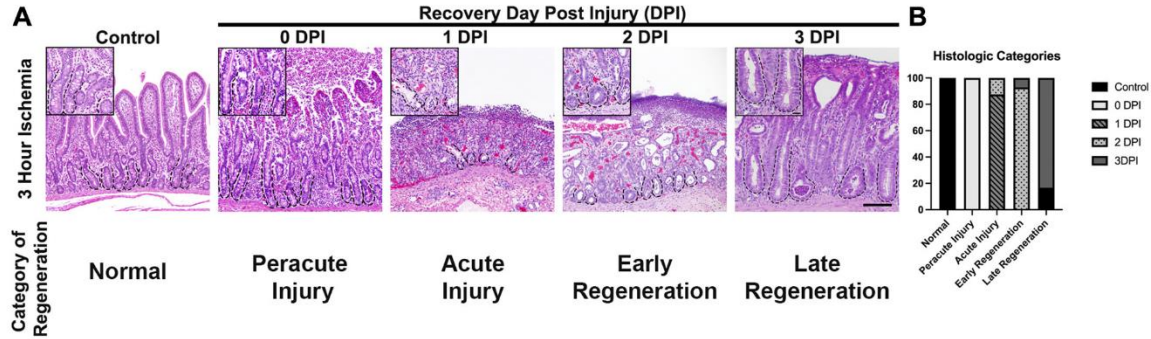 A
Recovery Day Post Injury (DPI)
Control
0 DPI
1 DPI
2 DPI
3 DPI
3 Hour Ischemia
Category of
Regeneration
Normal
Peracute
Injury
Acute
Injury
Early
Regeneration
Late
Regeneration
B
Histologic Categories
100
80
60
40
20
0
Normal
Peracute Injury
Acute Injury
Early Regeneration
Late Regeneration
Control
0 DPI
1 DPI
2 DPI
3DPI